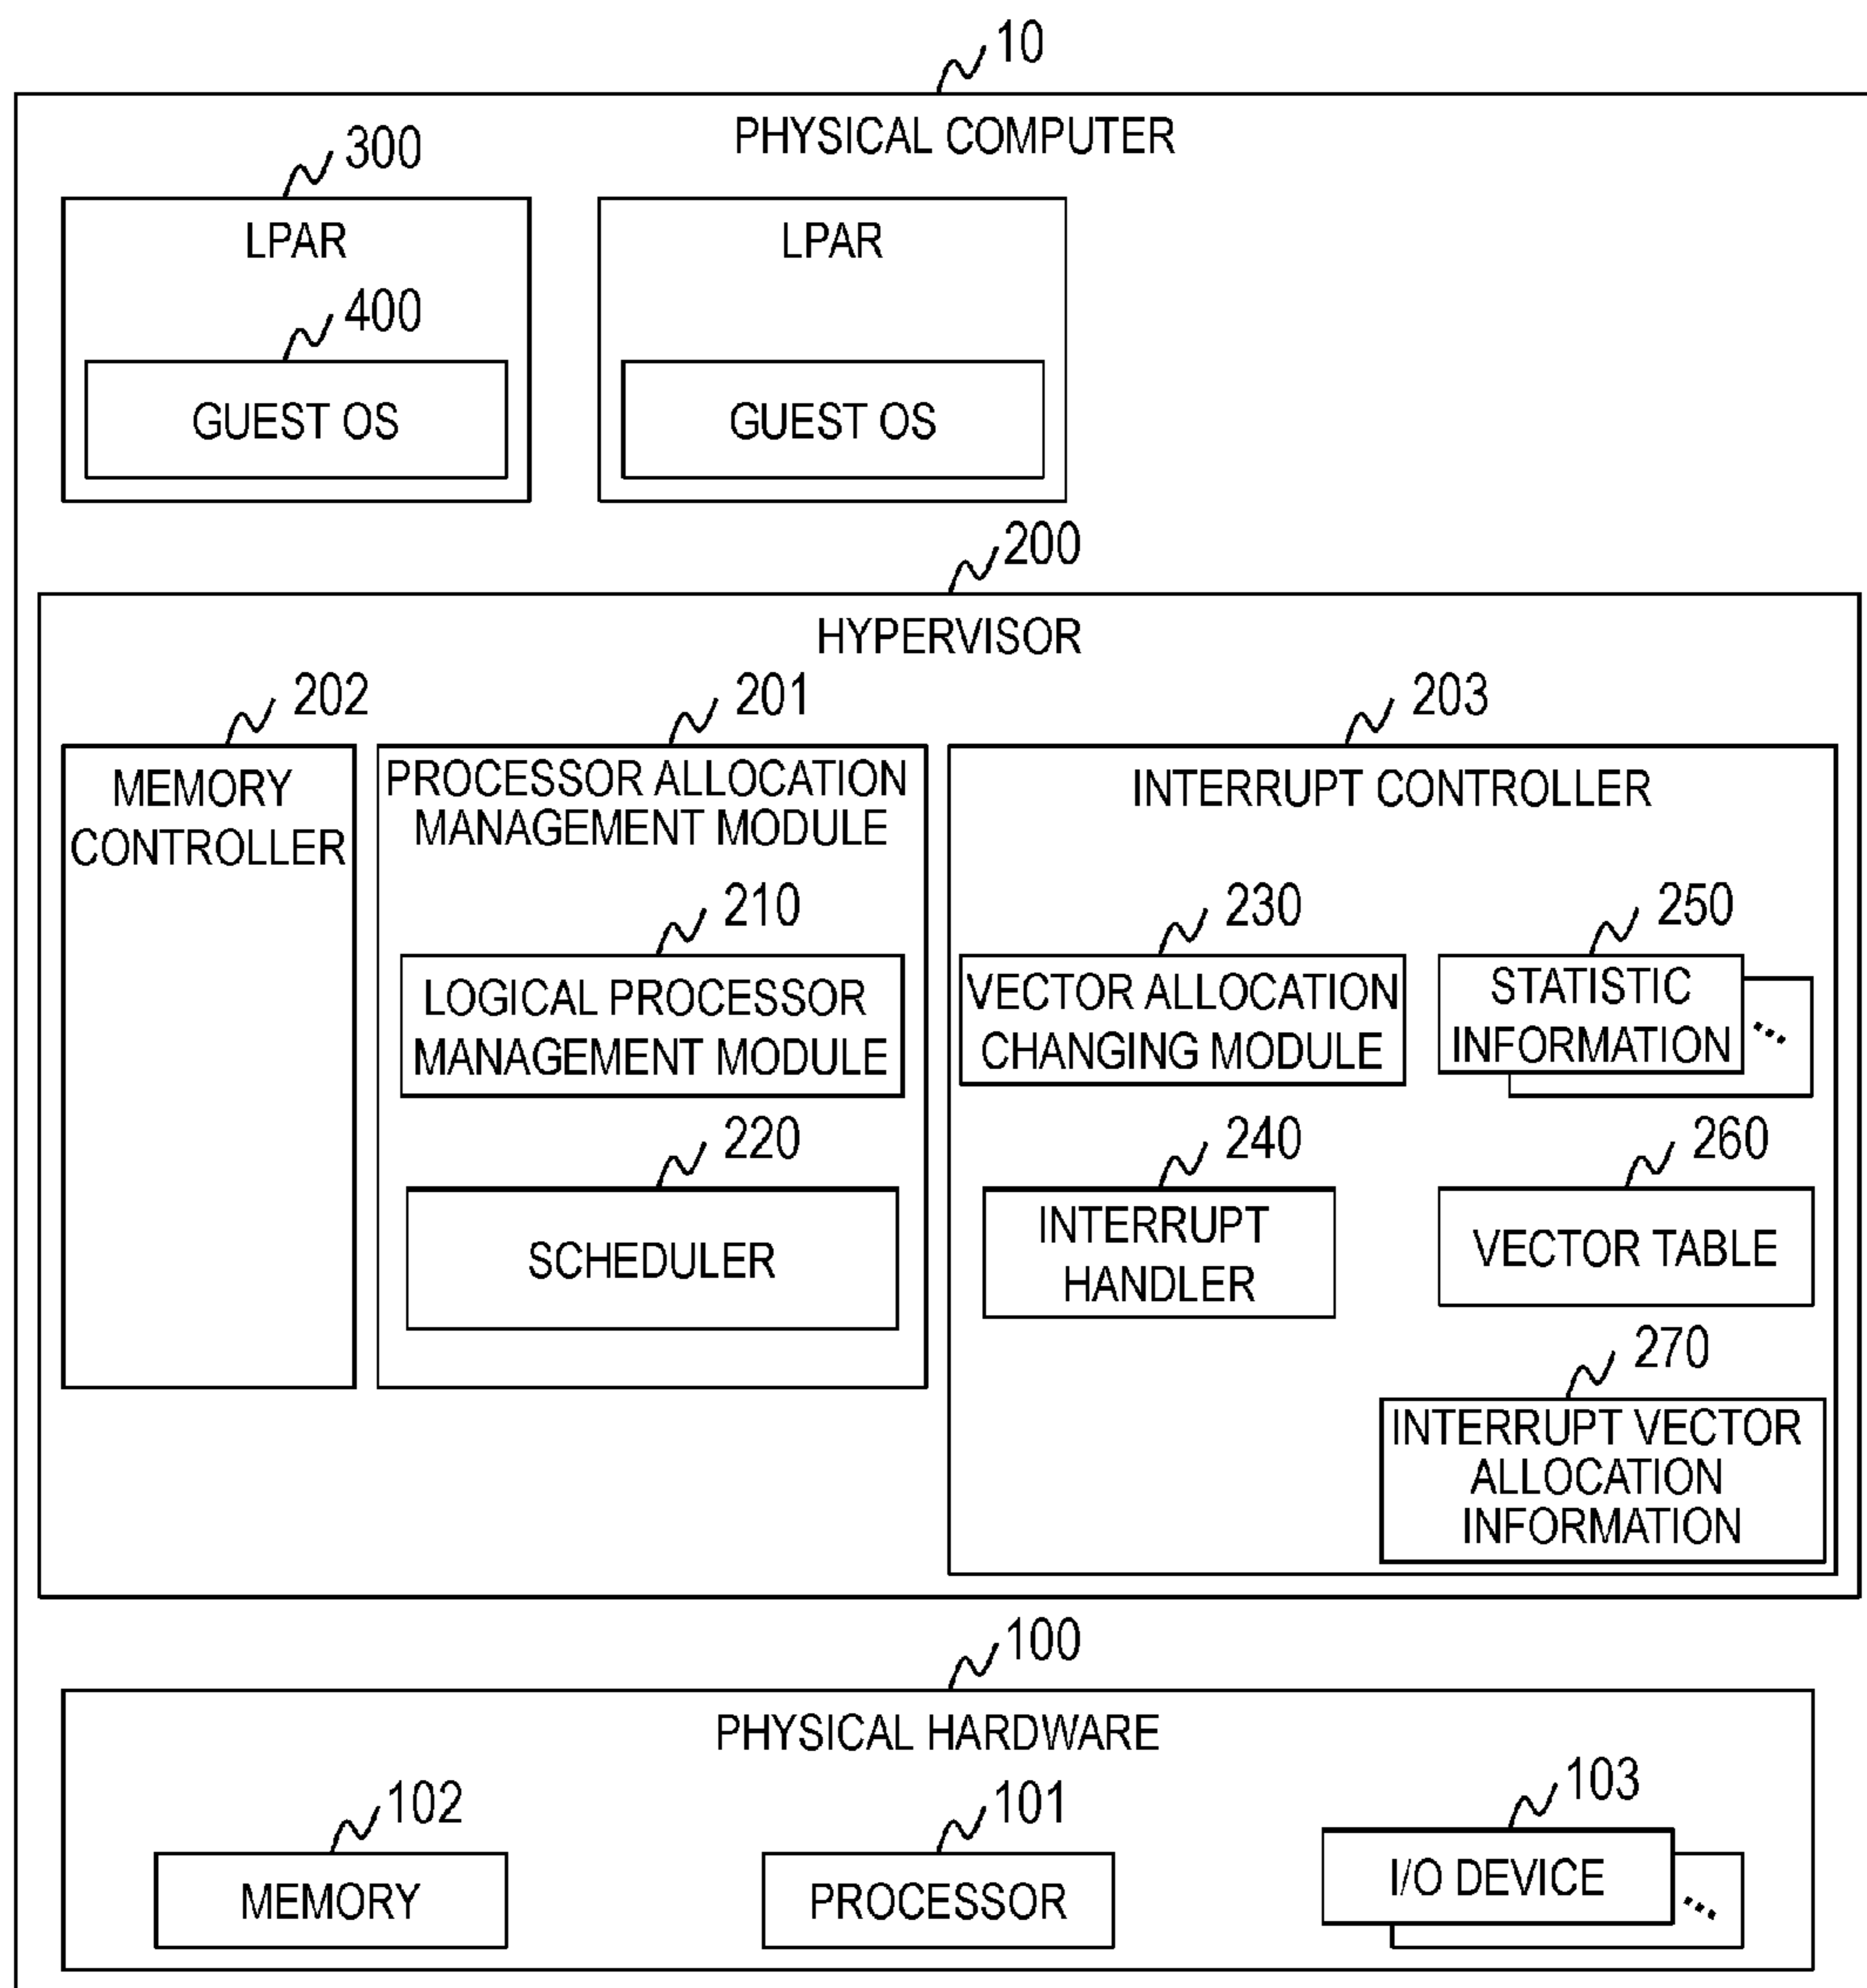 10
PHYSICAL COMPUTER
300
LPAR
LPAR
400
GUEST OS
GUEST OS
200
HYPERVISOR
202
201
203
MEMORY
CONTROLLER
PROCESSOR ALLOCATION
MANAGEMENT MODULE
INTERRUPT CONTROLLER
210
LOGICAL PROCESSOR
MANAGEMENT MODULE
220
SCHEDULER
230
VECTOR ALLOCATION
CHANGING MODULE
250
STATISTIC
INFORMATION
...
240
INTERRUPT
HANDLER
260
VECTOR TABLE
270
INTERRUPT VECTOR
ALLOCATION
INFORMATION
100
PHYSICAL HARDWARE
102
MEMORY
101
PROCESSOR
103
I/O DEVICE
...